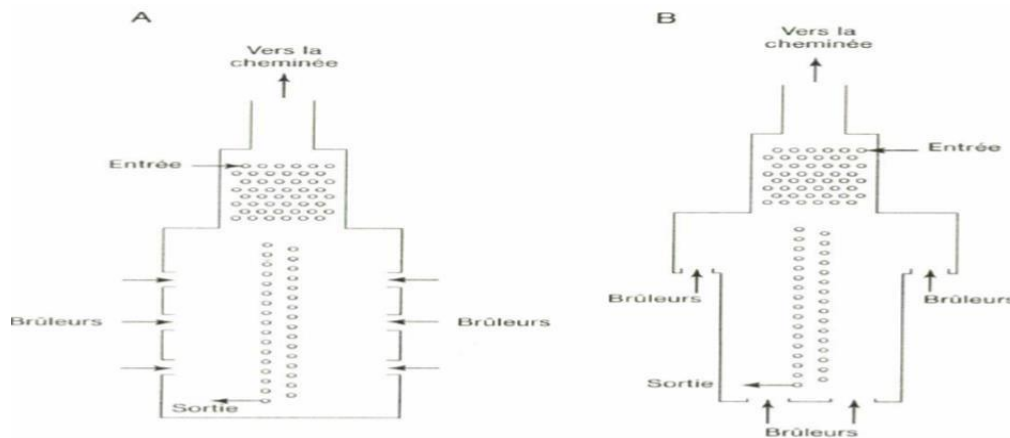 A
Vers la
cheminée
Entrée
Brûleurs
Brûleurs
Sortie
B
Vers la
cheminée
Entrée
Brûleurs
Brûleurs
Sortie
Brûleurs